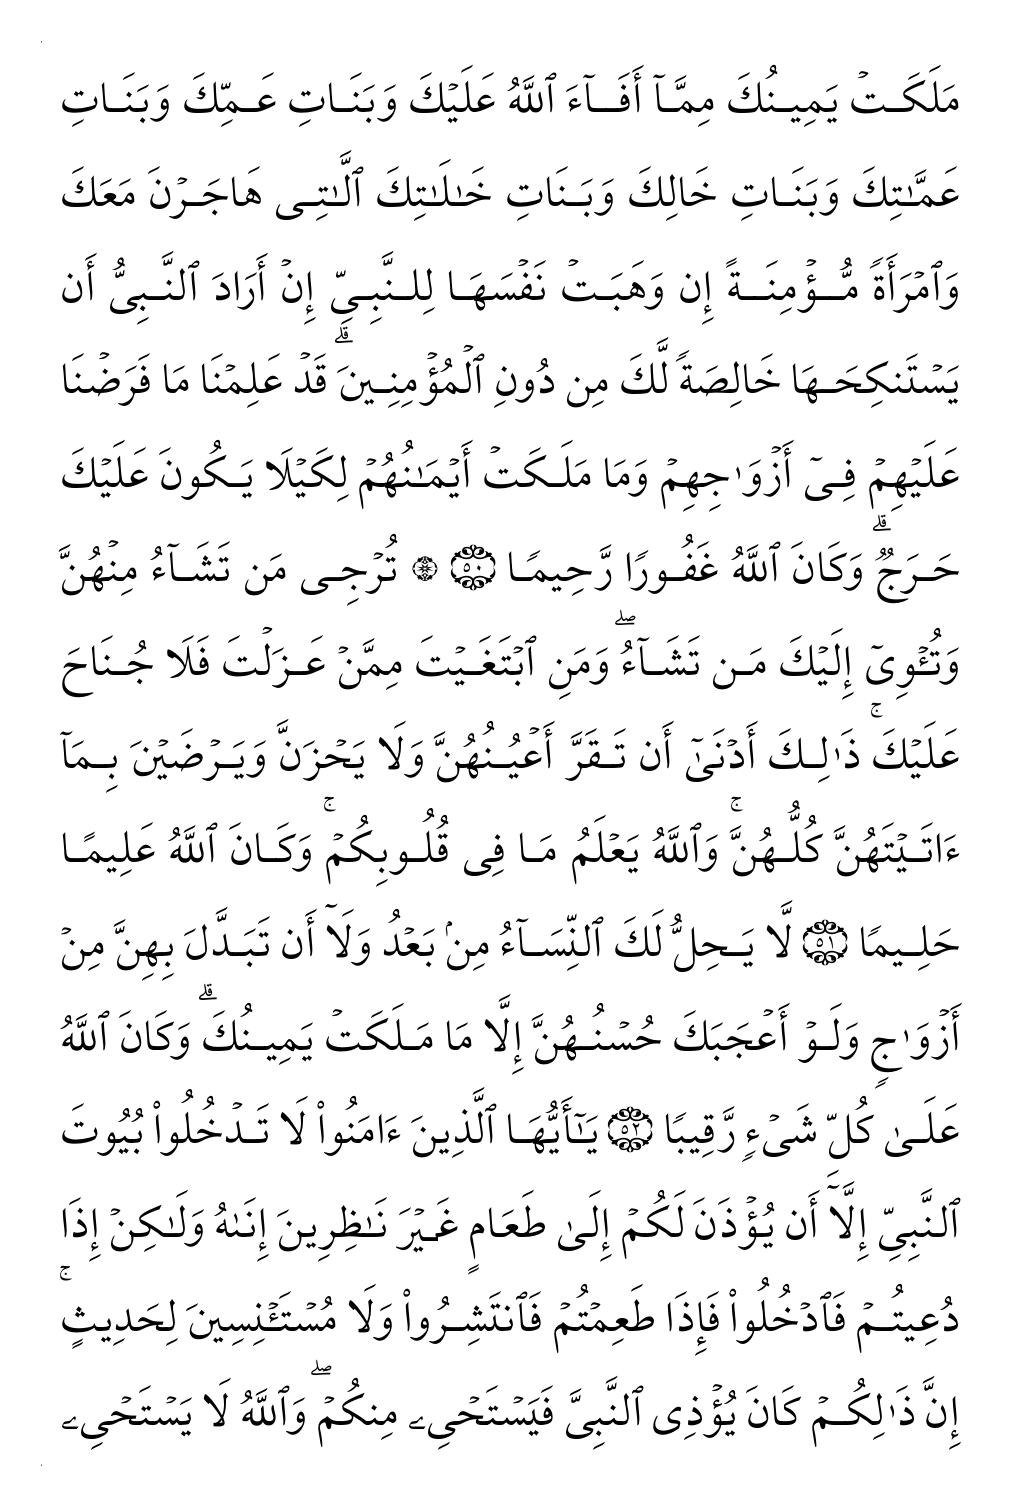 مَلَكَتۡ يَمِينُكَ مِمَّآ أَفَآءَ ٱللَّهُ عَلَيۡكَ وَبَنَاتِ عَمِّكَ وَبَنَاتِ
عَمَّٰتِكَ وَبَنَاتِ خَالِكَ وَبَنَاتِ خَٰلَٰتِكَ ٱلَّٰتِى هَاجَرۡنَ مَعَكَ
وَٱمۡرَأَةً مُّؤۡمِنَةً إِن وَهَبَتۡ نَفۡسَهَا لِلنَّبِىِّ إِنۡ أَرَادَ ٱلنَّبِىُّ أَن
يَسۡتَنكِحَهَا خَالِصَةً لَّكَ مِن دُونِ ٱلۡمُؤۡمِنِينَۗ قَدۡ عَلِمۡنَا مَا فَرَضۡنَا
عَلَيۡهِمۡ فِىٓ أَزۡوَٰجِهِمۡ وَمَا مَلَكَتۡ أَيۡمَٰنُهُمۡ لِكَيۡلَا يَكُونَ عَلَيۡكَ
حَرَجٌۗ وَكَانَ ٱللَّهُ غَفُورًا رَّحِيمًا ۝٥٠ ۞ تُرۡجِى مَن تَشَآءُ مِنۡهُنَّ
وَتُـۡٔوِىٓ إِلَيۡكَ مَن تَشَآءُۖ وَمَنِ ٱبۡتَغَيۡتَ مِمَّنۡ عَزَلۡتَ فَلَا جُنَاحَ
عَلَيۡكَۚ ذَٰلِكَ أَدۡنَىٰٓ أَن تَقَرَّ أَعۡيُنُهُنَّ وَلَا يَحۡزَنَّ وَيَرۡضَيۡنَ بِمَآ
ءَاتَيۡتَهُنَّ كُلُّهُنَّۚ وَٱللَّهُ يَعۡلَمُ مَا فِى قُلُوبِكُمۡۚ وَكَانَ ٱللَّهُ عَلِيمًا
حَلِيمًا ۝٥١ لَّا يَحِلُّ لَكَ ٱلنِّسَآءُ مِنۢ بَعۡدُ وَلَآ أَن تَبَدَّلَ بِهِنَّ مِنۡ
أَزۡوَٰجٍ وَلَوۡ أَعۡجَبَكَ حُسۡنُهُنَّ إِلَّا مَا مَلَكَتۡ يَمِينُكَۗ وَكَانَ ٱللَّهُ
عَلَىٰ كُلِّ شَىۡءٍ رَّقِيبًا ۝٥٢ يَٰٓأَيُّهَا ٱلَّذِينَ ءَامَنُوا۟ لَا تَدۡخُلُوا۟ بُيُوتَ
ٱلنَّبِىِّ إِلَّآ أَن يُؤۡذَنَ لَكُمۡ إِلَىٰ طَعَامٍ غَيۡرَ نَٰظِرِينَ إِنَىٰهُ وَلَٰكِنۡ إِذَا
دُعِيتُمۡ فَٱدۡخُلُوا۟ فَإِذَا طَعِمۡتُمۡ فَٱنتَشِرُوا۟ وَلَا مُسۡتَـٔۡنِسِينَ لِحَدِيثٍۚ
إِنَّ ذَٰلِكُمۡ كَانَ يُؤۡذِى ٱلنَّبِىَّ فَيَسۡتَحۡىِۦ مِنكُمۡۖ وَٱللَّهُ لَا يَسۡتَحۡىِۦ